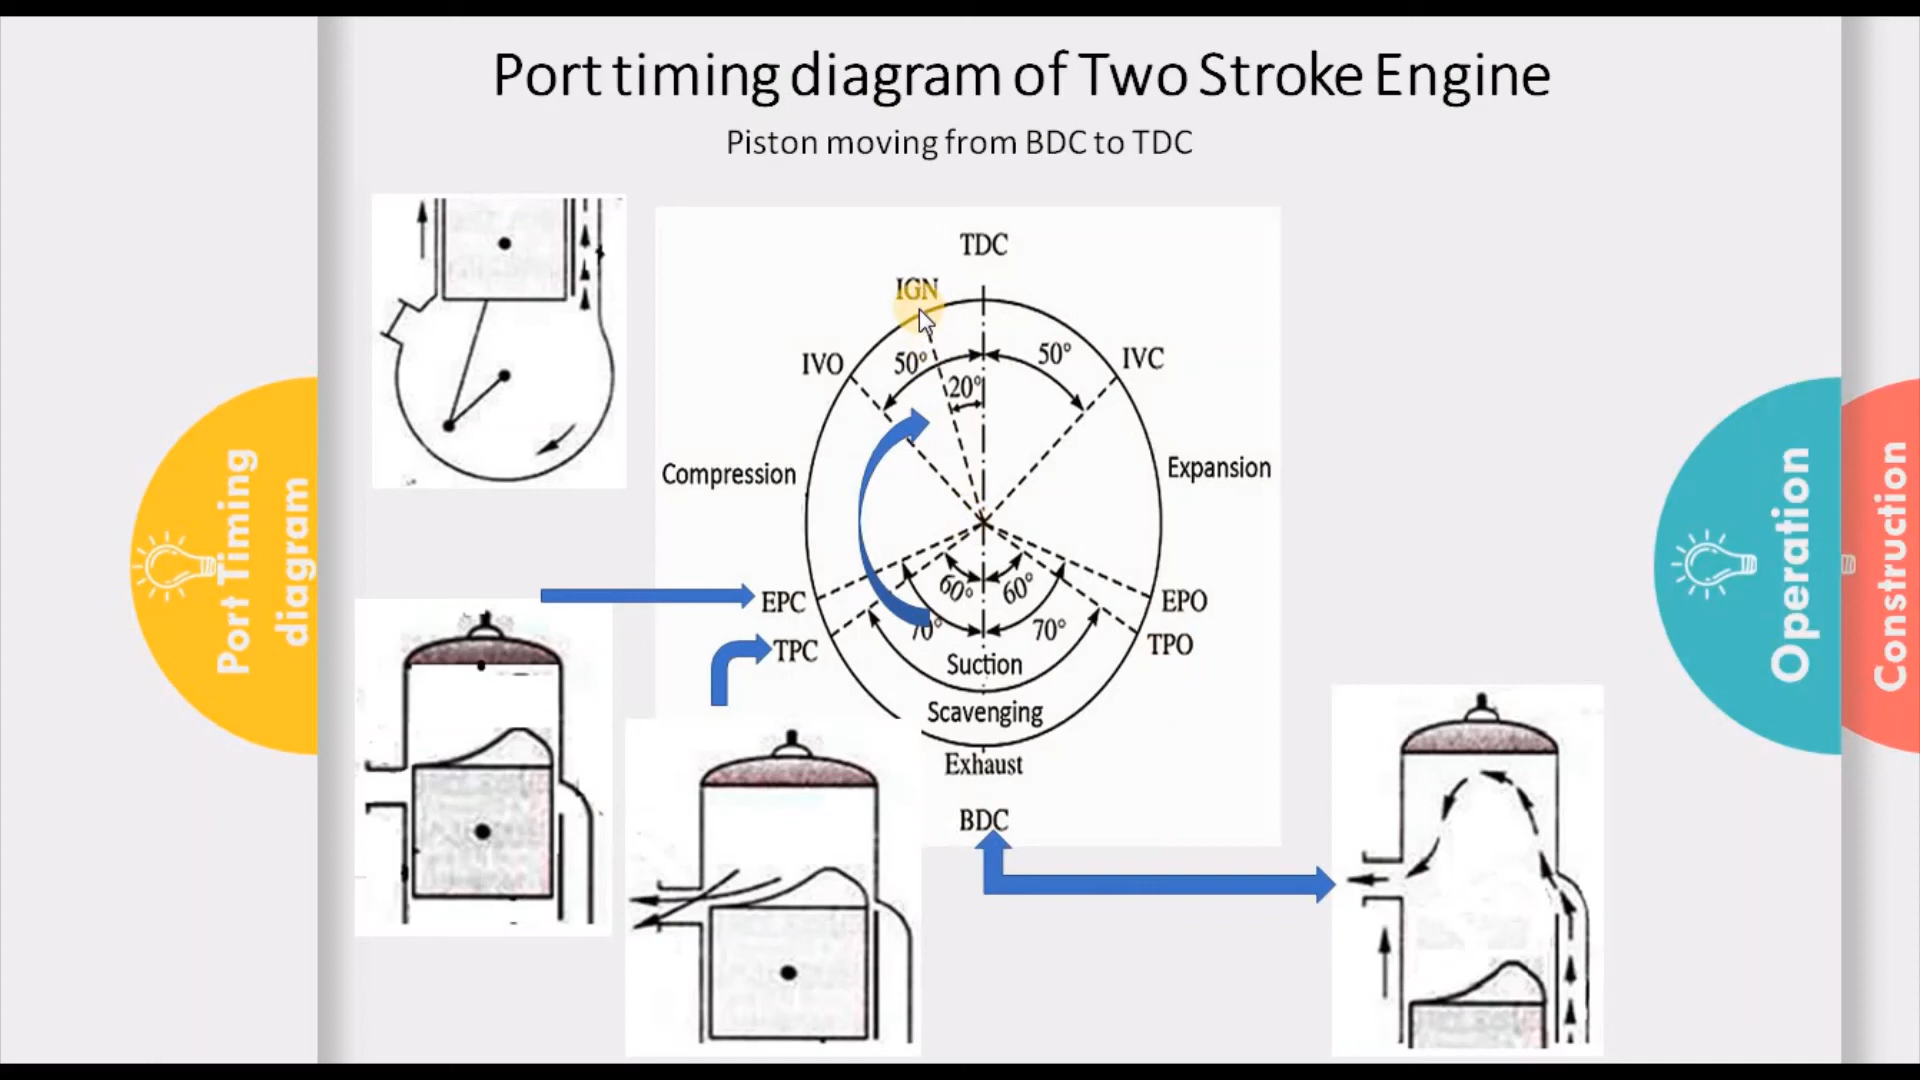 Port timing diagram of Two Stroke Engine
Piston moving from BDC to TDC
TDC
IGN
IVO
50°
50°
IVC
20°
Compression
Expansion
EPC
60°
60°
EPO
TPC
70°
70°
TPO
Suction
Scavenging
Exhaust
BDC
Port Timing
diagram
Operation
Construction